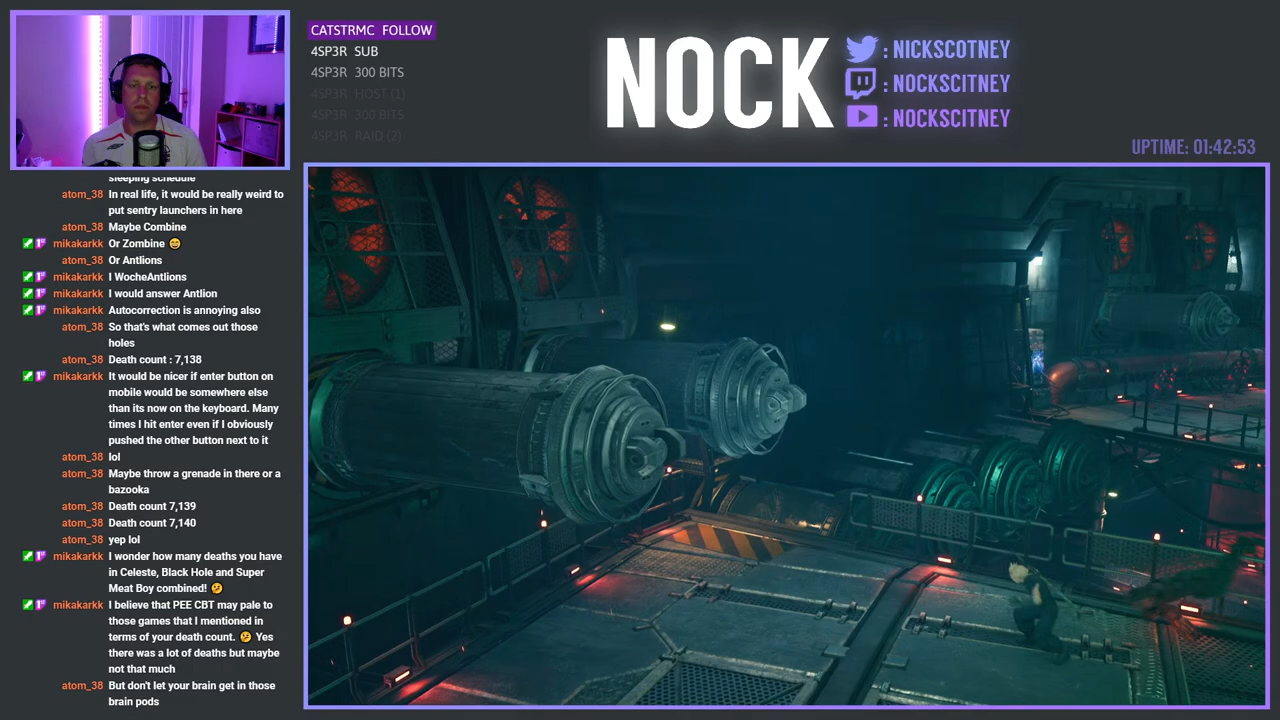 CATSTRMC FOLLOW
4SP3R SUB
4SP3R 300 BITS
4SP3R HOST (1)
4SP3R 300 BITS
4SP3R RAID (2)
NOCK
: NICKSCOTNEY
: NOCKSCITNEY
: NOCKSCITNEY
UPTIME: 01:42:53
sleeping schedule
atom_38 In real life, it would be really weird to
put sentry launchers in here
atom_38 Maybe Combine
mikakarkk Or Zombine 😄
atom_38 Or Antlions
mikakarkk I WocheAntlions
mikakarkk I would answer Antlion
mikakarkk Autocorrection is annoying also
atom_38 So that's what comes out those
holes
atom_38 Death count : 7,138
mikakarkk It would be nicer if enter button on
mobile would be somewhere else
than its now on the keyboard. Many
times I hit enter even if I obviously
pushed the other button next to it
atom_38 lol
atom_38 Maybe throw a grenade in there or a
bazooka
atom_38 Death count 7,139
atom_38 Death count 7,140
atom_38 yep lol
mikakarkk I wonder how many deaths you have
in Celeste, Black Hole and Super
Meat Boy combined! 🤔
mikakarkk I believe that PEE CBT may pale to
those games that I mentioned in
terms of your death count. 🤔 Yes
there was a lot of deaths but maybe
not that much
atom_38 But don't let your brain get in those
brain pods